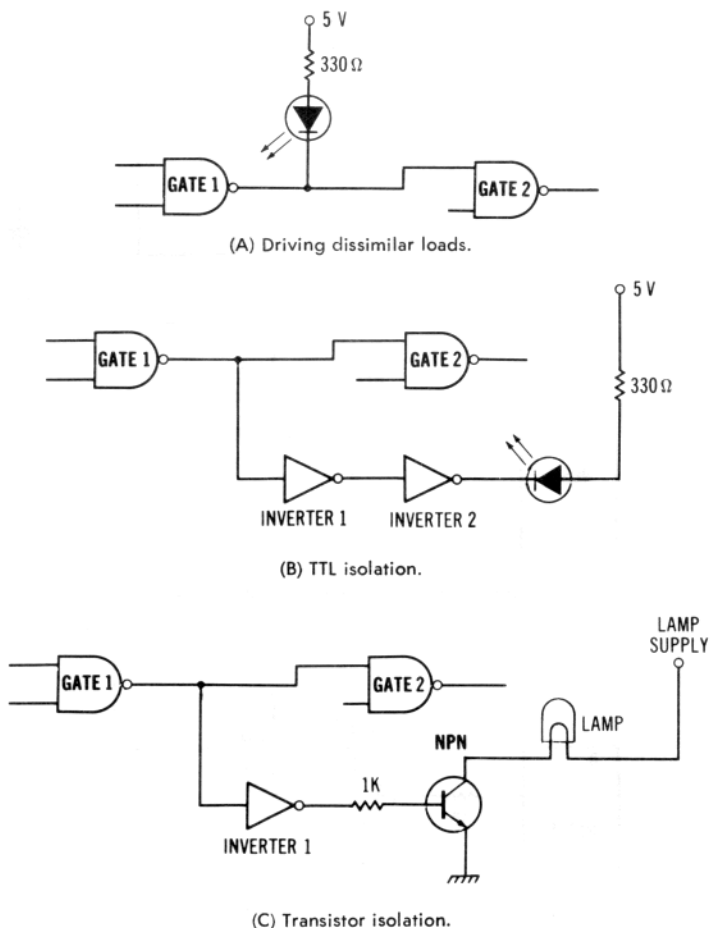 5 V
330 Ω
GATE 1
GATE 2
(A) Driving dissimilar loads.
5 V
GATE 1
GATE 2
330 Ω
INVERTER 1
INVERTER 2
(B) TTL isolation.
LAMP
SUPPLY
GATE 1
GATE 2
LAMP
NPN
1K
INVERTER 1
(C) Transistor isolation.